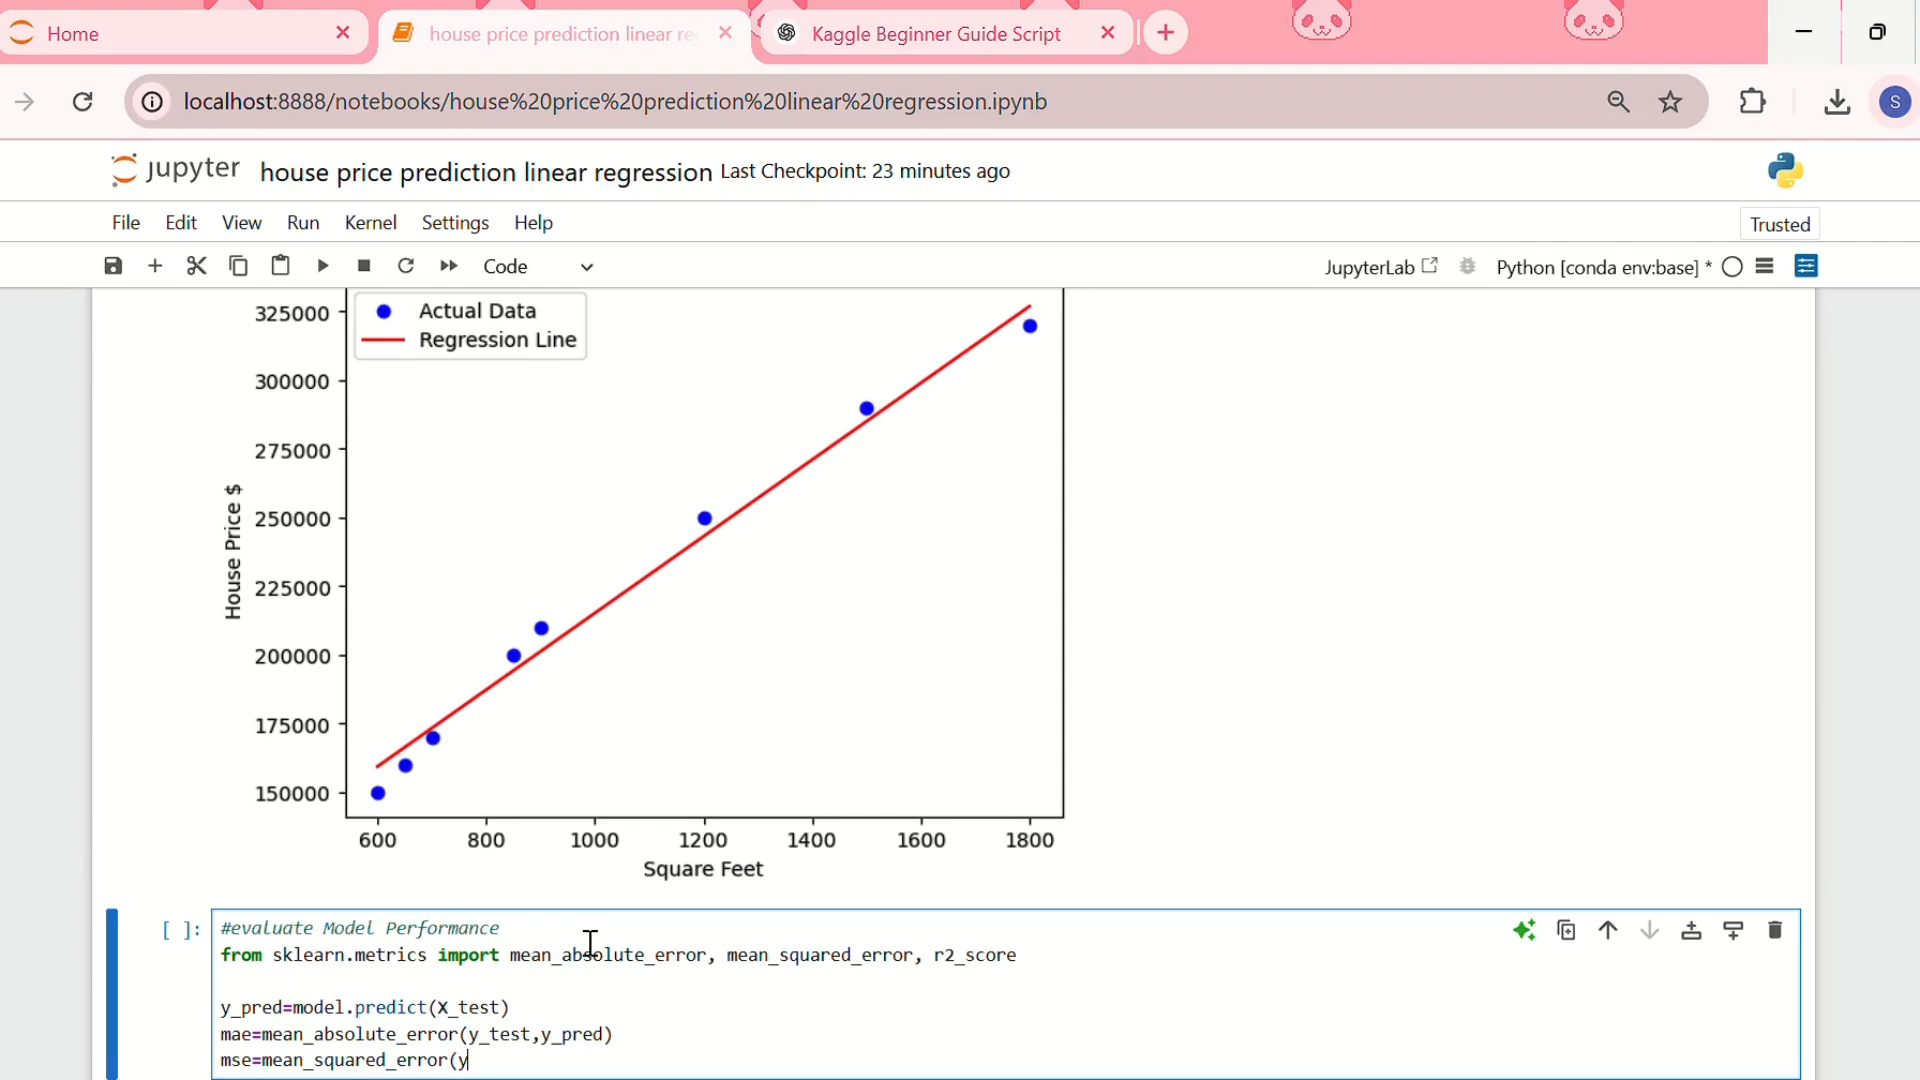 Home
house price prediction linear re
Kaggle Beginner Guide Script
localhost:8888/notebooks/house%20price%20prediction%20linear%20regression.ipynb
S
jupyter house price prediction linear regression Last Checkpoint: 23 minutes ago
File Edit View Run Kernel Settings Help
Trusted
Code
JupyterLab
Python [conda env:base] *
Actual Data
Regression Line
325000
300000
275000
250000
225000
200000
175000
150000
House Price $
600 800 1000 1200 1400 1600 1800
Square Feet
[ ]:
#evaluate Model Performance
from sklearn.metrics import mean_absolute_error, mean_squared_error, r2_score
y_pred=model.predict(X_test)
mae=mean_absolute_error(y_test,y_pred)
mse=mean_squared_error(y